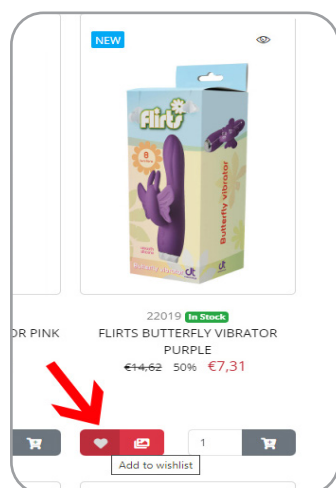 NEW
Flirts
8
Butterfly vibrator
22019 In Stock
OR PINK
FLIRTS BUTTERFLY VIBRATOR
PURPLE
€14,62 50% €7,31
1
Add to wishlist